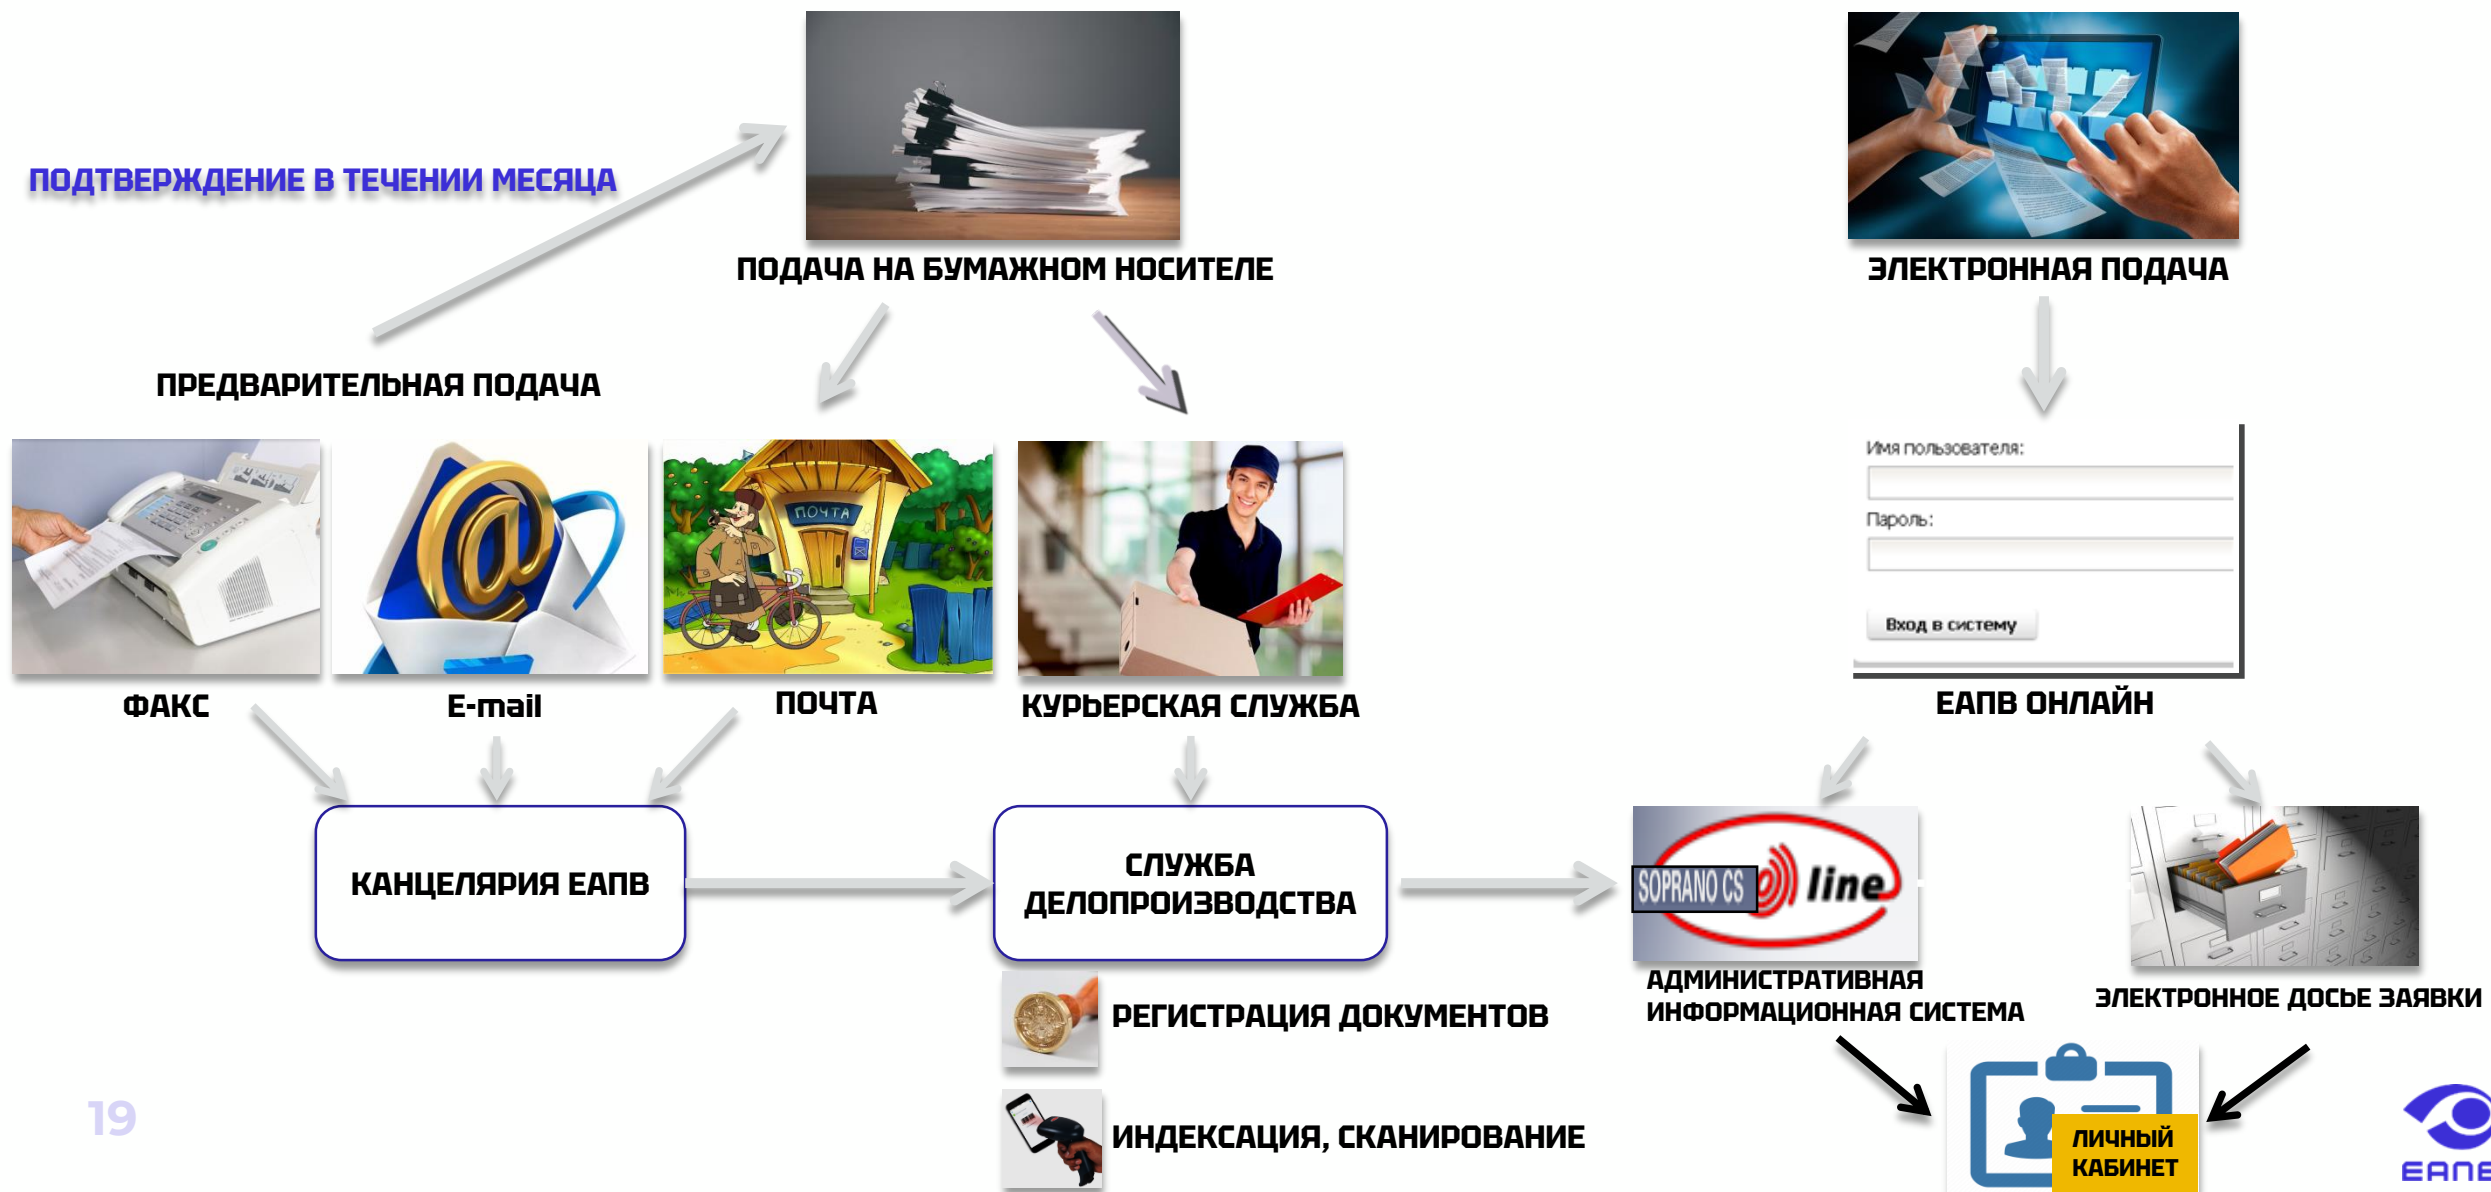 ПОДТВЕРЖДЕНИЕ В ТЕЧЕНИИ МЕСЯЦА
ПОДАЧА НА БУМАЖНОМ НОСИТЕЛЕ
ЭЛЕКТРОННАЯ ПОДАЧА
ПРЕДВАРИТЕЛЬНАЯ ПОДАЧА
ПОЧТА
Имя пользователя:
Пароль:
Вход в систему
ФАКС
E-mail
ПОЧТА
КУРЬЕРСКАЯ СЛУЖБА
ЕАПВ ОНЛАЙН
КАНЦЕЛЯРИЯ ЕАПВ
СЛУЖБА
ДЕЛОПРОИЗВОДСТВА
SOPRANO CS
line
АДМИНИСТРАТИВНАЯ
ИНФОРМАЦИОННАЯ СИСТЕМА
ЭЛЕКТРОННОЕ ДОСЬЕ ЗАЯВКИ
РЕГИСТРАЦИЯ ДОКУМЕНТОВ
ИНДЕКСАЦИЯ, СКАНИРОВАНИЕ
ЛИЧНЫЙ
КАБИНЕТ
19